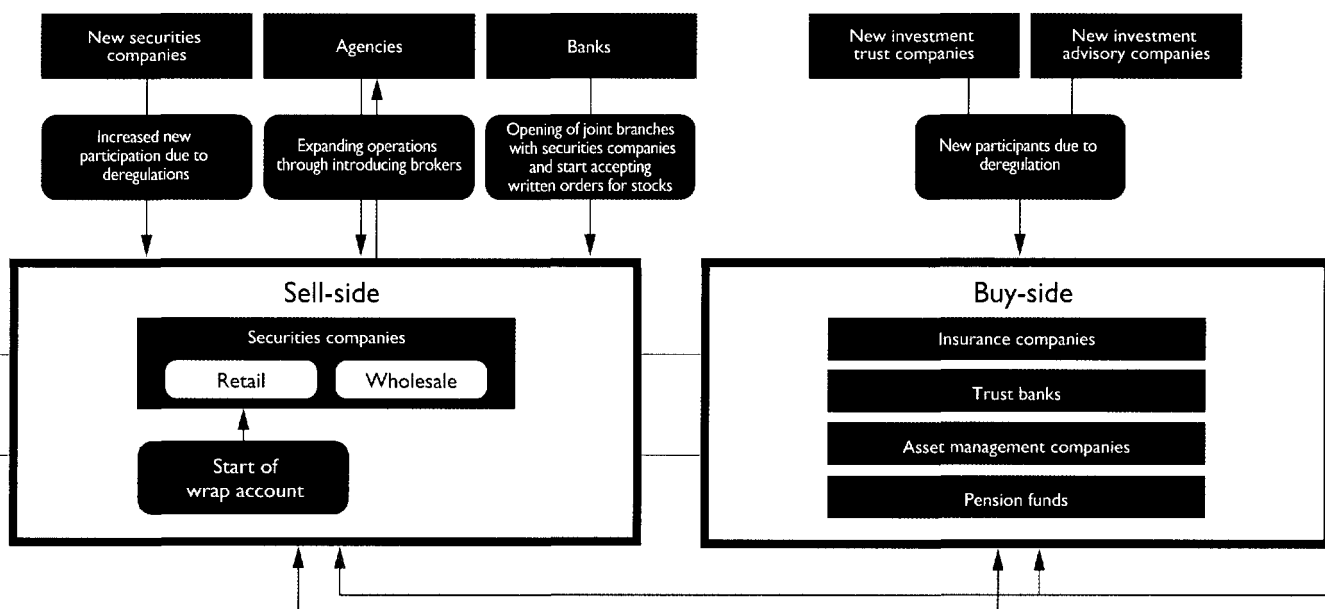 New securities
companies
Agencies
Banks
New investment
trust companies
New investment
advisory companies
Increased new
participation due to
deregulations
Expanding operations
through introducing brokers
Opening of joint branches
with securities companies
and start accepting
written orders for stocks
New participants due to
deregulation
Sell-side
Securities companies
Retail
Wholesale
Start of
wrap account
Buy-side
Insurance companies
Trust banks
Asset management companies
Pension funds